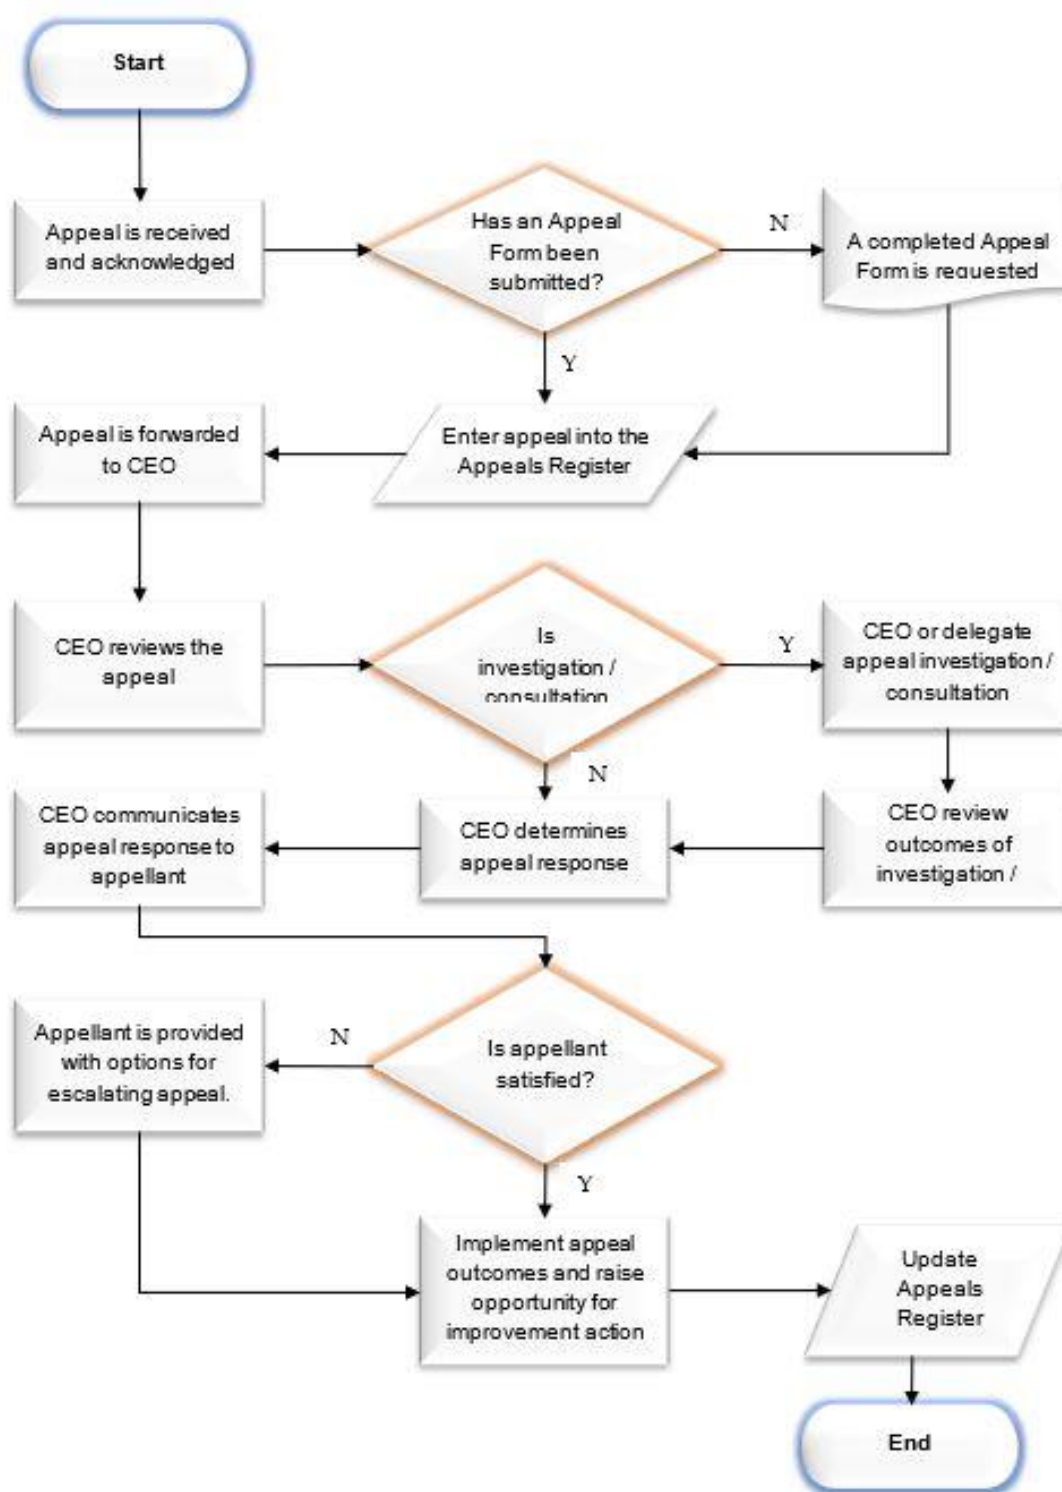 Start
Appeal is received
and acknowledged
Has an Appeal
Form been
submitted?
N
A completed Appeal
Form is requested
Y
Appeal is forwarded
to CEO
Enter appeal into the
Appeals Register
CEO reviews the
appeal
Is
investigation /
consultation
Y
CEO or delegate
appeal investigation /
consultation
N
CEO communicates
appeal response to
appellant
CEO determines
appeal response
CEO review
outcomes of
investigation /
Appellant is provided
with options for
escalating appeal.
N
Is appellant
satisfied?
Y
Implement appeal
outcomes and raise
opportunity for
improvement action
Update
Appeals
Register
End